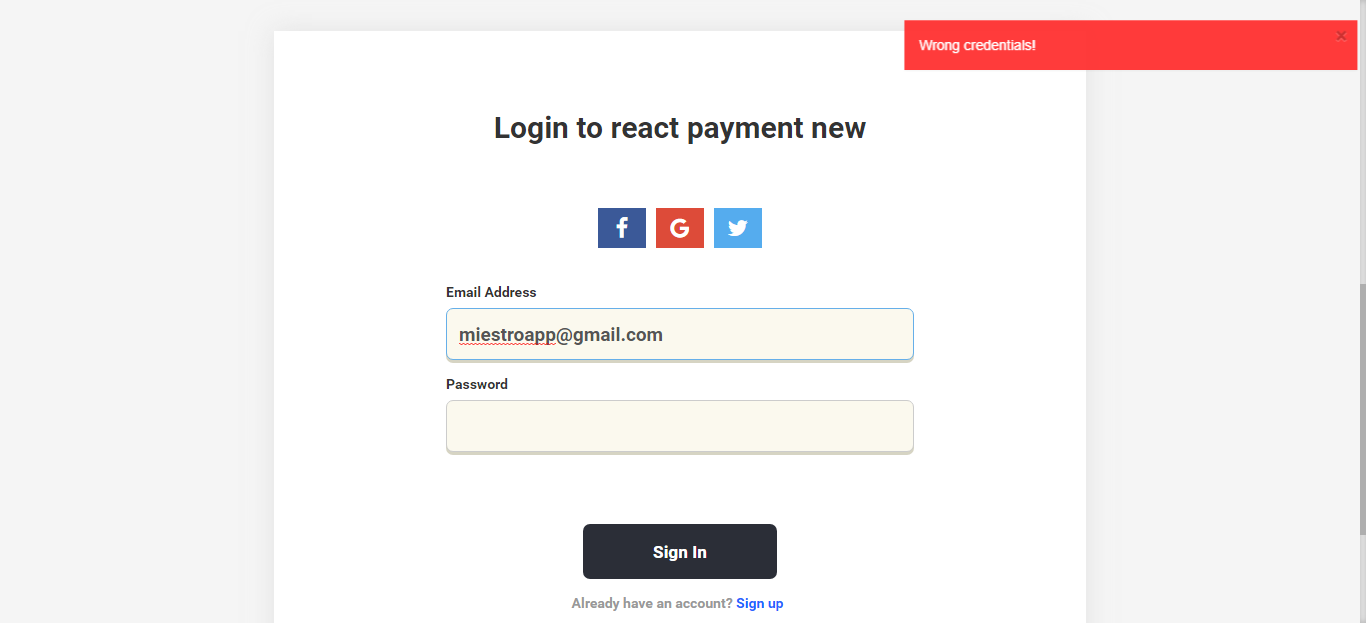 Wrong credentials!
Login to react payment new
Email Address
miestroapp@gmail.com
Password
Sign In
Already have an account? Sign up